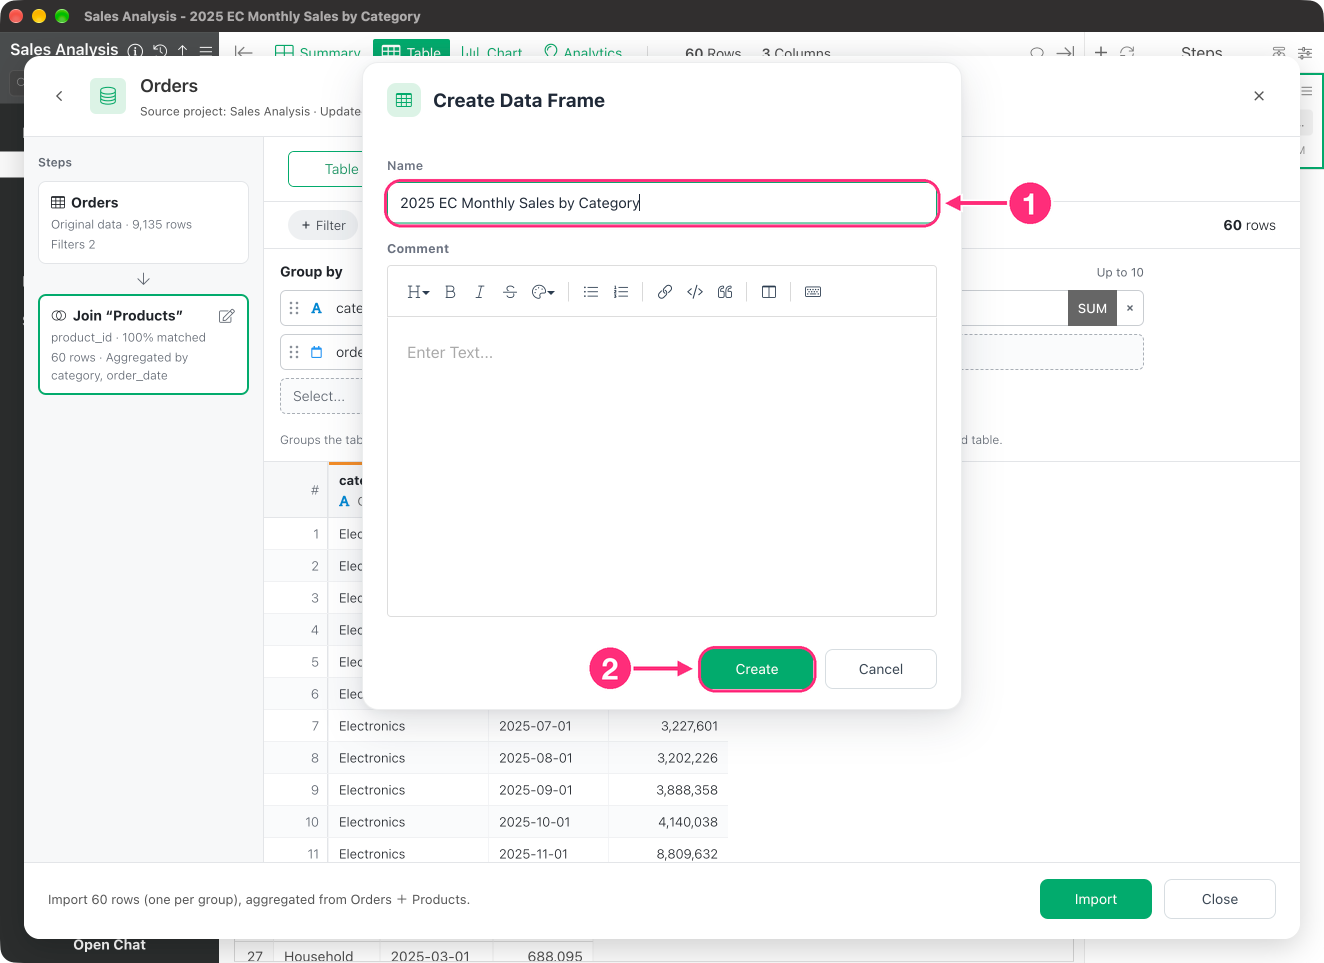 Sales Analysis - 2025 EC Monthly Sales by Category
Sales Analysis
Summary
Table
Chart
Analytics
60 Rows
3 Columns
Steps
Orders
Source project: Sales Analysis ·
Create Data Frame
Steps
Orders
Original data · 9,135 rows
Filters 2
Join “Products”
product_id · 100% matched
60 rows · Aggregated by
category, order_date
Table
+ Filter
60 rows
Group by
Up to 10
A
SUM ×
Select...
Groups the
d table.
Name
2025 EC Monthly Sales by Category
1
Comment
H B I S
Enter Text...
2
Create
Cancel
#
A
1
2
3
4
5
6
7 Electronics 2025-07-01 3,227,601
8 Electronics 2025-08-01 3,202,226
9 Electronics 2025-09-01 3,888,358
10 Electronics 2025-10-01 4,140,038
11 Electronics 2025-11-01 8,809,632
Import 60 rows (one per group), aggregated from Orders + Products.
Import
Close
Open Chat
27 Household 2025-03-01 688,095